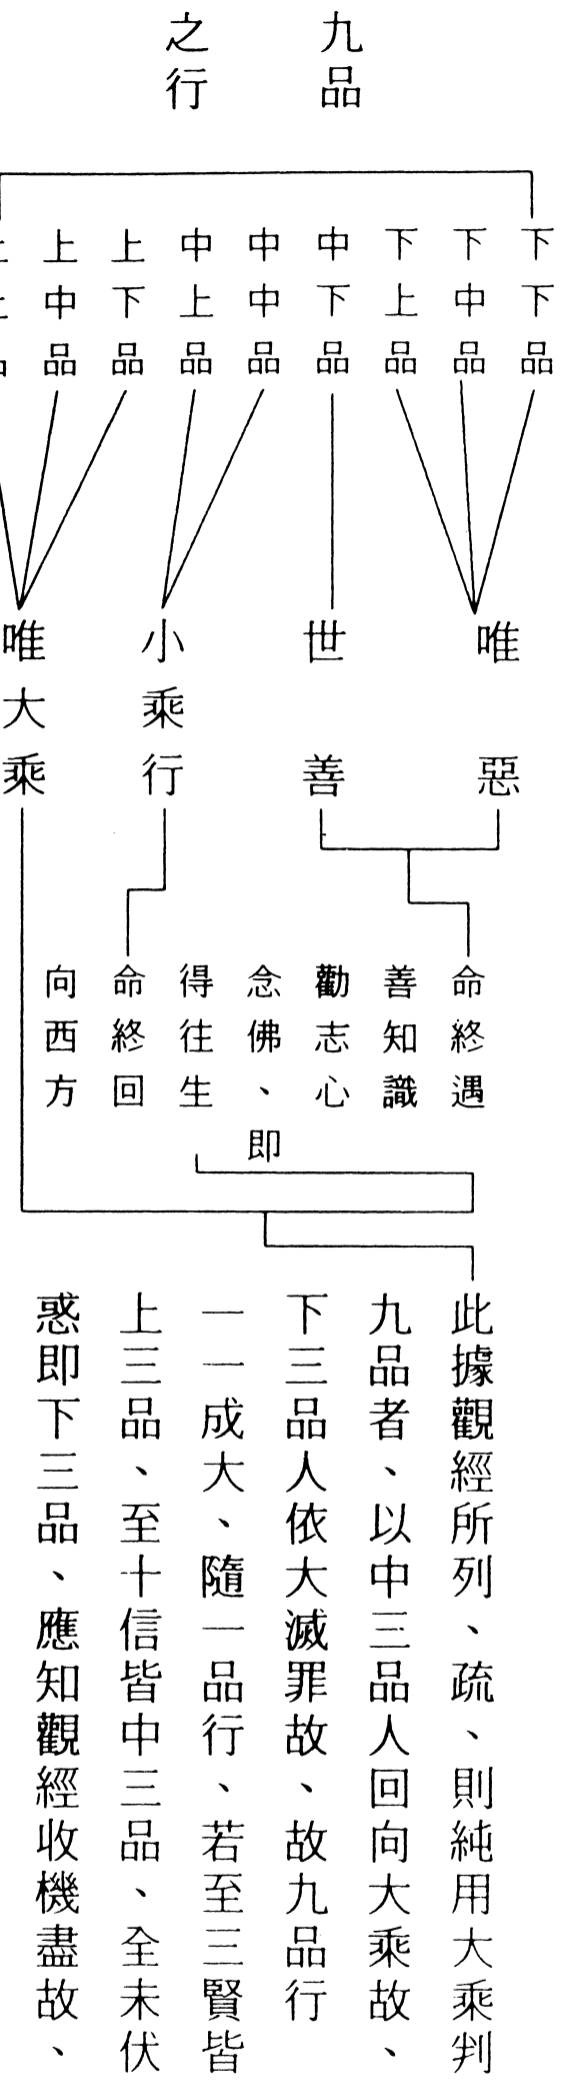 九品
之行
下下品
下中品
下上品
中下品
中中品
中上品
上下品
上中品
唯惡
世善
小乘行
唯大乘
命終遇
善知識
勸志心
念佛、即
得往生
命終回
向西方
此據觀經所列、疏、則純用大乘判
九品者、以中三品人回向大乘故、
下三品人依大滅罪故、故九品行
一一成大、隨一品行、若至三賢皆
上三品、至十信皆中三品、全未伏
惑即下三品、應知觀經收機盡故、